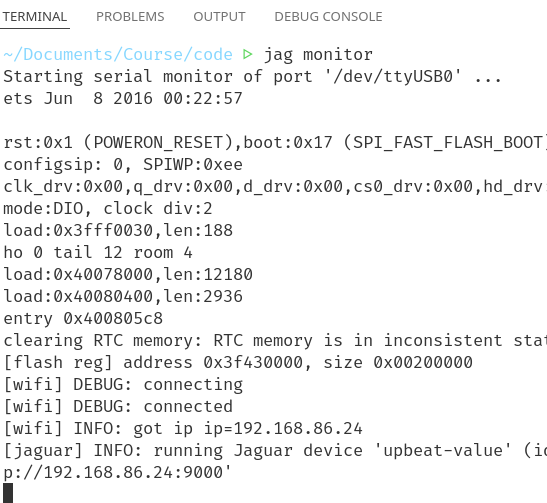 TERMINAL PROBLEMS OUTPUT DEBUG CONSOLE
~/Documents/Course/code ▷ jag monitor
Starting serial monitor of port '/dev/ttyUSB0' ...
ets Jun  8 2016 00:22:57
rst:0x1 (POWERON_RESET),boot:0x17 (SPI_FAST_FLASH_BOOT)
configsip: 0, SPIWP:0xee
clk_drv:0x00,q_drv:0x00,d_drv:0x00,cs0_drv:0x00,hd_drv
mode:DIO, clock div:2
load:0x3fff0030,len:188
ho 0 tail 12 room 4
load:0x40078000,len:12180
load:0x40080400,len:2936
entry 0x400805c8
clearing RTC memory: RTC memory is in inconsistent
[flash reg] address 0x3f430000, size 0x00200000
[wifi] DEBUG: connecting
[wifi] DEBUG: connected
[wifi] INFO: got ip ip=192.168.86.24
[jaguar] INFO: running Jaguar device 'upbeat-value'
p://192.168.86.24:9000'